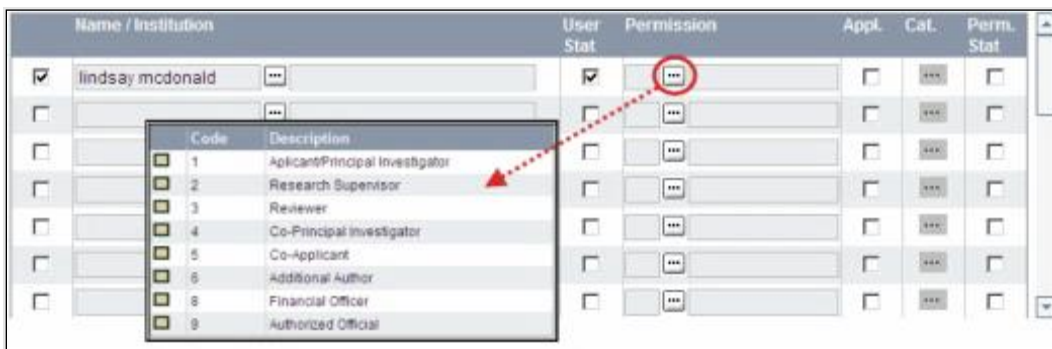 Name / Institution User Stat Permission Appl. Cat. Perm. Stat
lindsay mcdonald
Code Description
1 Aplicant/Principal Investigator
2 Research Supervisor
3 Reviewer
4 Co-Principal Investigator
5 Co-Applicant
6 Additional Author
8 Financial Officer
9 Authorized Official